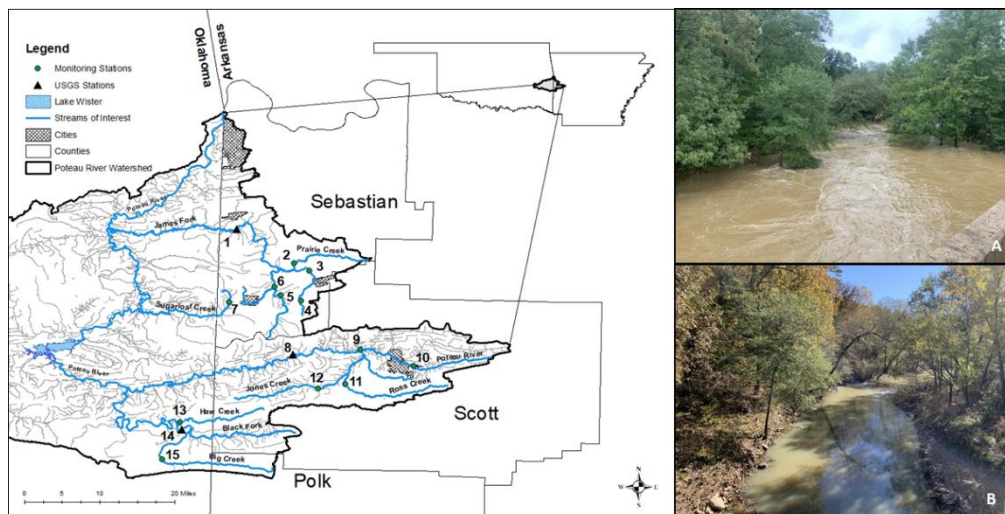 Legend
Monitoring Stations
USGS Stations
Lake Wister
Streams of Interest
Cities
Counties
Poteau River Watershed
Oklahoma
Arkansas
Sebastian
Scott
Polk
Poteau River
James Fork
1
Prairie Creek
2
3
6
5
4
Sugarloaf Creek
7
8
9
10
Poteau River
Poteau River
Jones Creek
12
11
Ross Creek
13
Haw Creek
14
Black Fork
15
Big Creek
0 5 10 20 Miles
N
W E
S
A
B